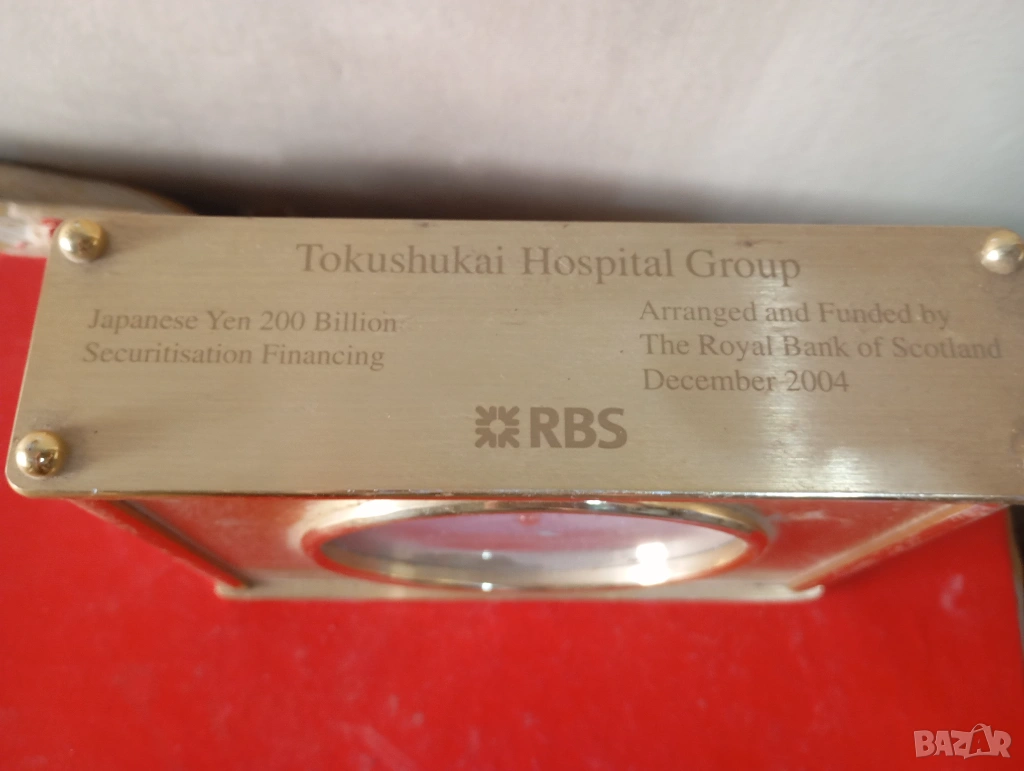 Tokushukai Hospital Group
Japanese Yen 200 Billion
Securitisation Financing
Arranged and Funded by
The Royal Bank of Scotland
December 2004
RBS
BAZAR